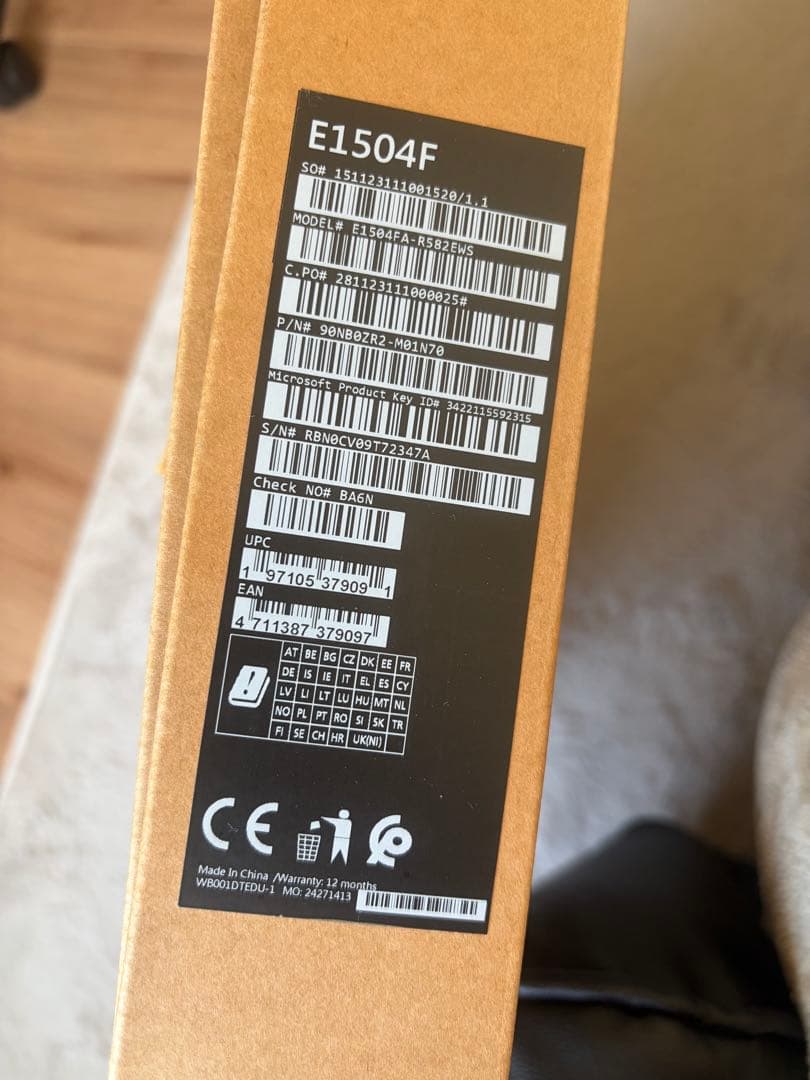 E1504F
SO# 151123111001520/1.1
MODEL# E1504FA-R582EWS
C.PO# 281123111000025#
P/N# 90NB0ZR2-M01N70
Microsoft Product Key ID# 3422115592315
S/N# RBN0CV09T72347A
Check NO# BA6N
UPC
1 97105 37909 1
EAN
4 711387 379097
AT BE BG CZ DK EE FR
DE IS IE IT EL ES CY
LV LI LT LU HU MT NL
NO PL PT RO SI SK TR
FI SE CH HR UK(NI)
CE
Made In China /Warranty: 12 months
WB001DTEDU-1 MO: 24271413